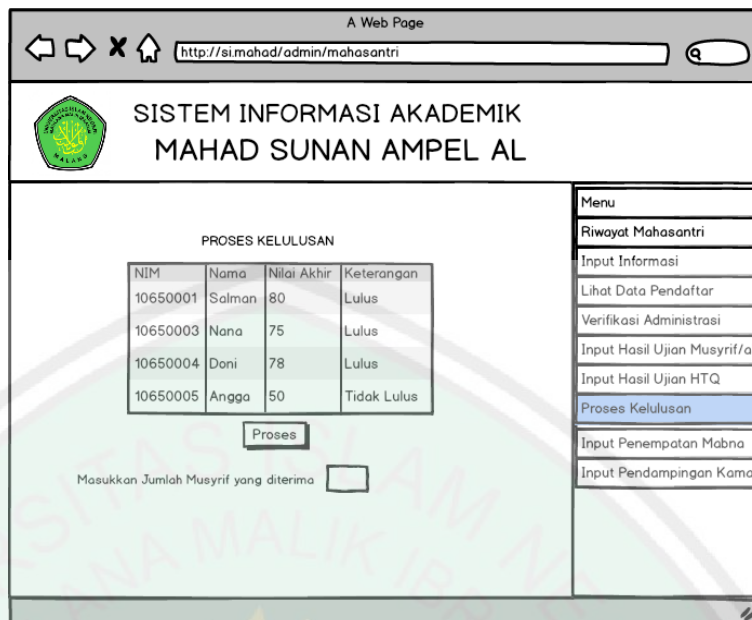 A Web Page
http://si.mahad/admin/mahasantri
SISTEM INFORMASI AKADEMIK
MAHAD SUNAN AMPEL AL
MALANG
PROSES KELULUSAN
NIM Nama Nilai Akhir Keterangan
10650001 Salman 80 Lulus
10650003 Nana 75 Lulus
10650004 Doni 78 Lulus
10650005 Angga 50 Tidak Lulus
Proses
Masukkan Jumlah Musyrif yang diterima
Menu
Riwayat Mahasantri
Input Informasi
Lihat Data Pendaftar
Verifikasi Administrasi
Input Hasil Ujian Musyrif/a
Input Hasil Ujian HTQ
Proses Kelulusan
Input Penempatan Mabna
Input Pendampingan Kama